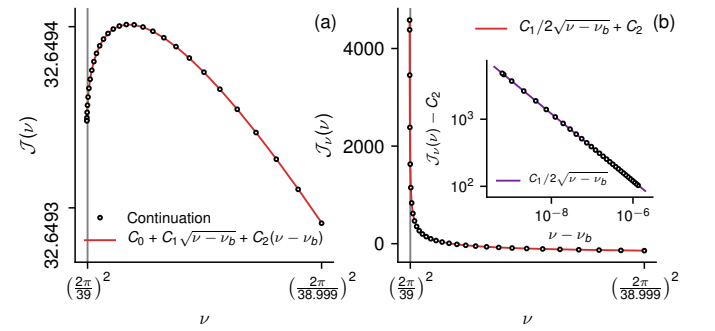 (a)
32.6494
32.6493
𝒥(ν)
Continuation
C₀ + C₁√(ν − ν_b) + C₂(ν − ν_b)
(2π/39)²
(2π/38.999)²
ν
(b)
C₁/2√(ν − ν_b) + C₂
4000
2000
0
𝒥_ν(ν)
𝒥_ν(ν) − C₂
10³
10²
C₁/2√(ν − ν_b)
10⁻⁸
10⁻⁶
ν − ν_b
(2π/39)²
(2π/38.999)²
ν